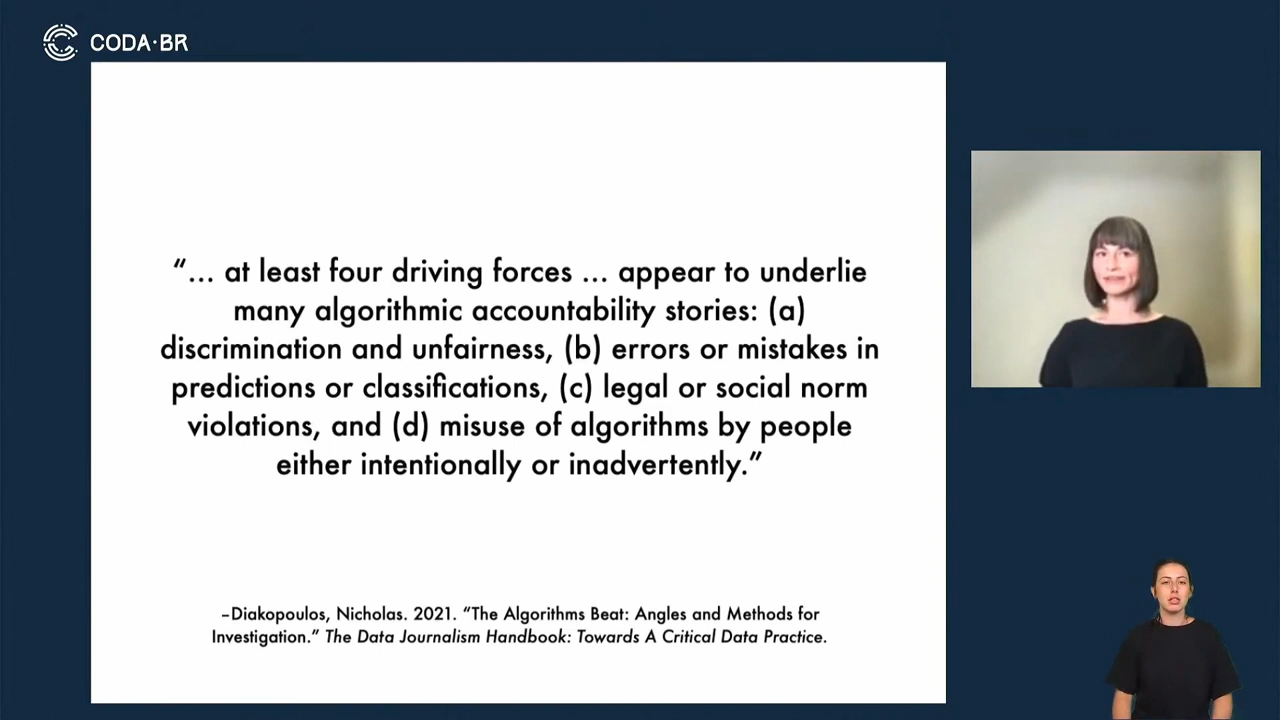 CODA·BR
“... at least four driving forces ... appear to underlie
many algorithmic accountability stories: (a)
discrimination and unfairness, (b) errors or mistakes in
predictions or classifications, (c) legal or social norm
violations, and (d) misuse of algorithms by people
either intentionally or inadvertently.”
–Diakopoulos, Nicholas. 2021. “The Algorithms Beat: Angles and Methods for
Investigation.” The Data Journalism Handbook: Towards A Critical Data Practice.